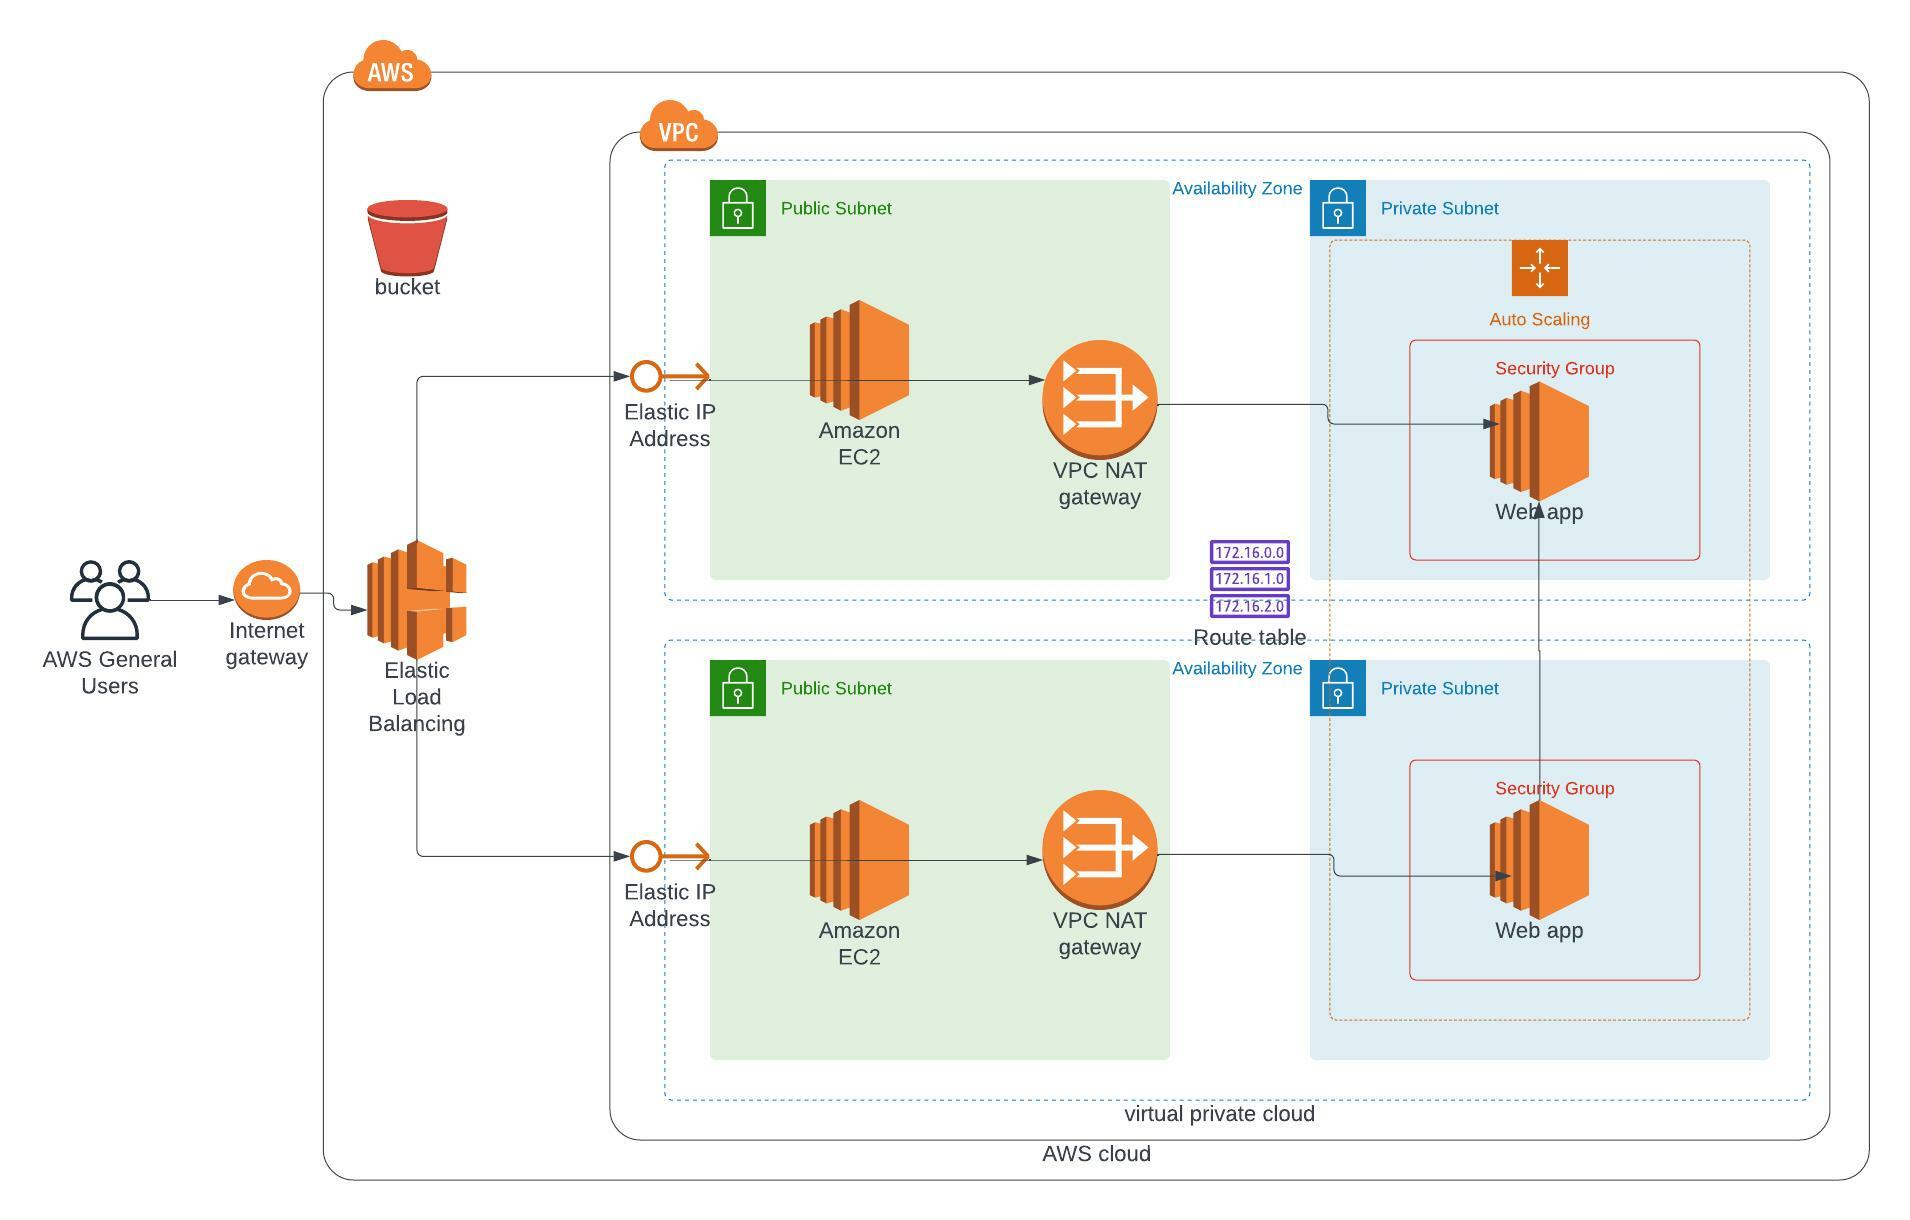 AWS
VPC
Availability Zone
Public Subnet
Private Subnet
bucket
Auto Scaling
Security Group
Elastic IP
Address
Amazon
EC2
VPC NAT
gateway
Web app
172.16.0.0
172.16.1.0
172.16.2.0
Route table
AWS General
Users
Internet
gateway
Elastic
Load
Balancing
Availability Zone
Public Subnet
Private Subnet
Security Group
Elastic IP
Address
Amazon
EC2
VPC NAT
gateway
Web app
virtual private cloud
AWS cloud